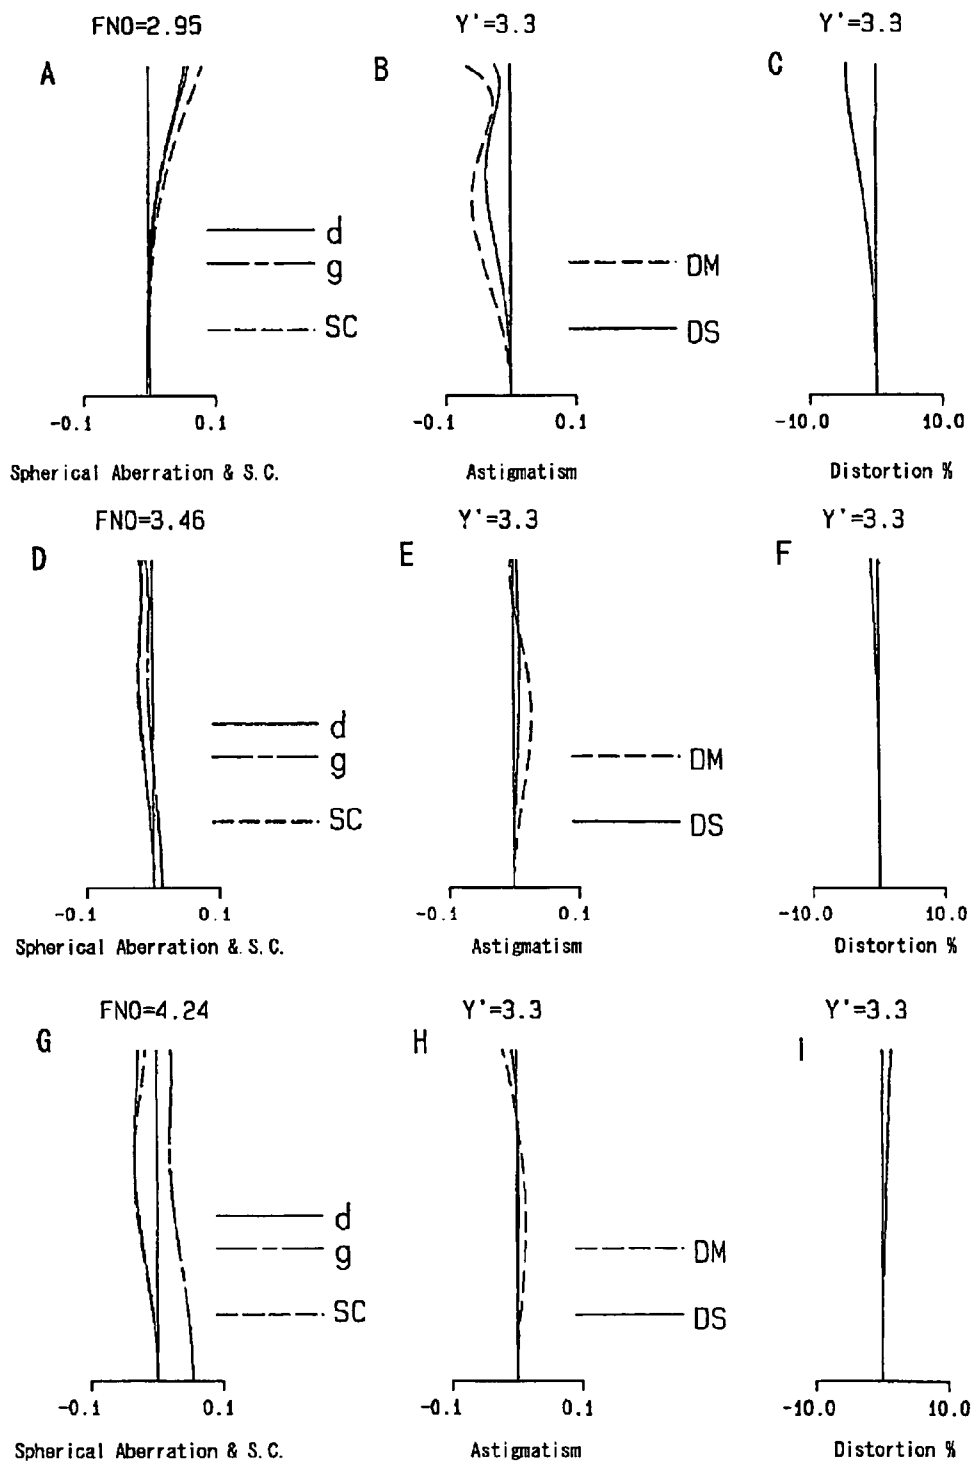 FNO=2.95 Y'=3.3 Y'=3.3
A B C
d
g DM
SC DS
-0.1 0.1 -0.1 0.1 -10.0 10.0
Spherical Aberration & S.C. Astigmatism Distortion %
FNO=3.46 Y'=3.3 Y'=3.3
D E F
d
g DM
SC DS
-0.1 0.1 -0.1 0.1 -10.0 10.0
Spherical Aberration & S.C. Astigmatism Distortion %
FNO=4.24 Y'=3.3 Y'=3.3
G H I
d
g DM
SC DS
-0.1 0.1 -0.1 0.1 -10.0 10.0
Spherical Aberration & S.C. Astigmatism Distortion %